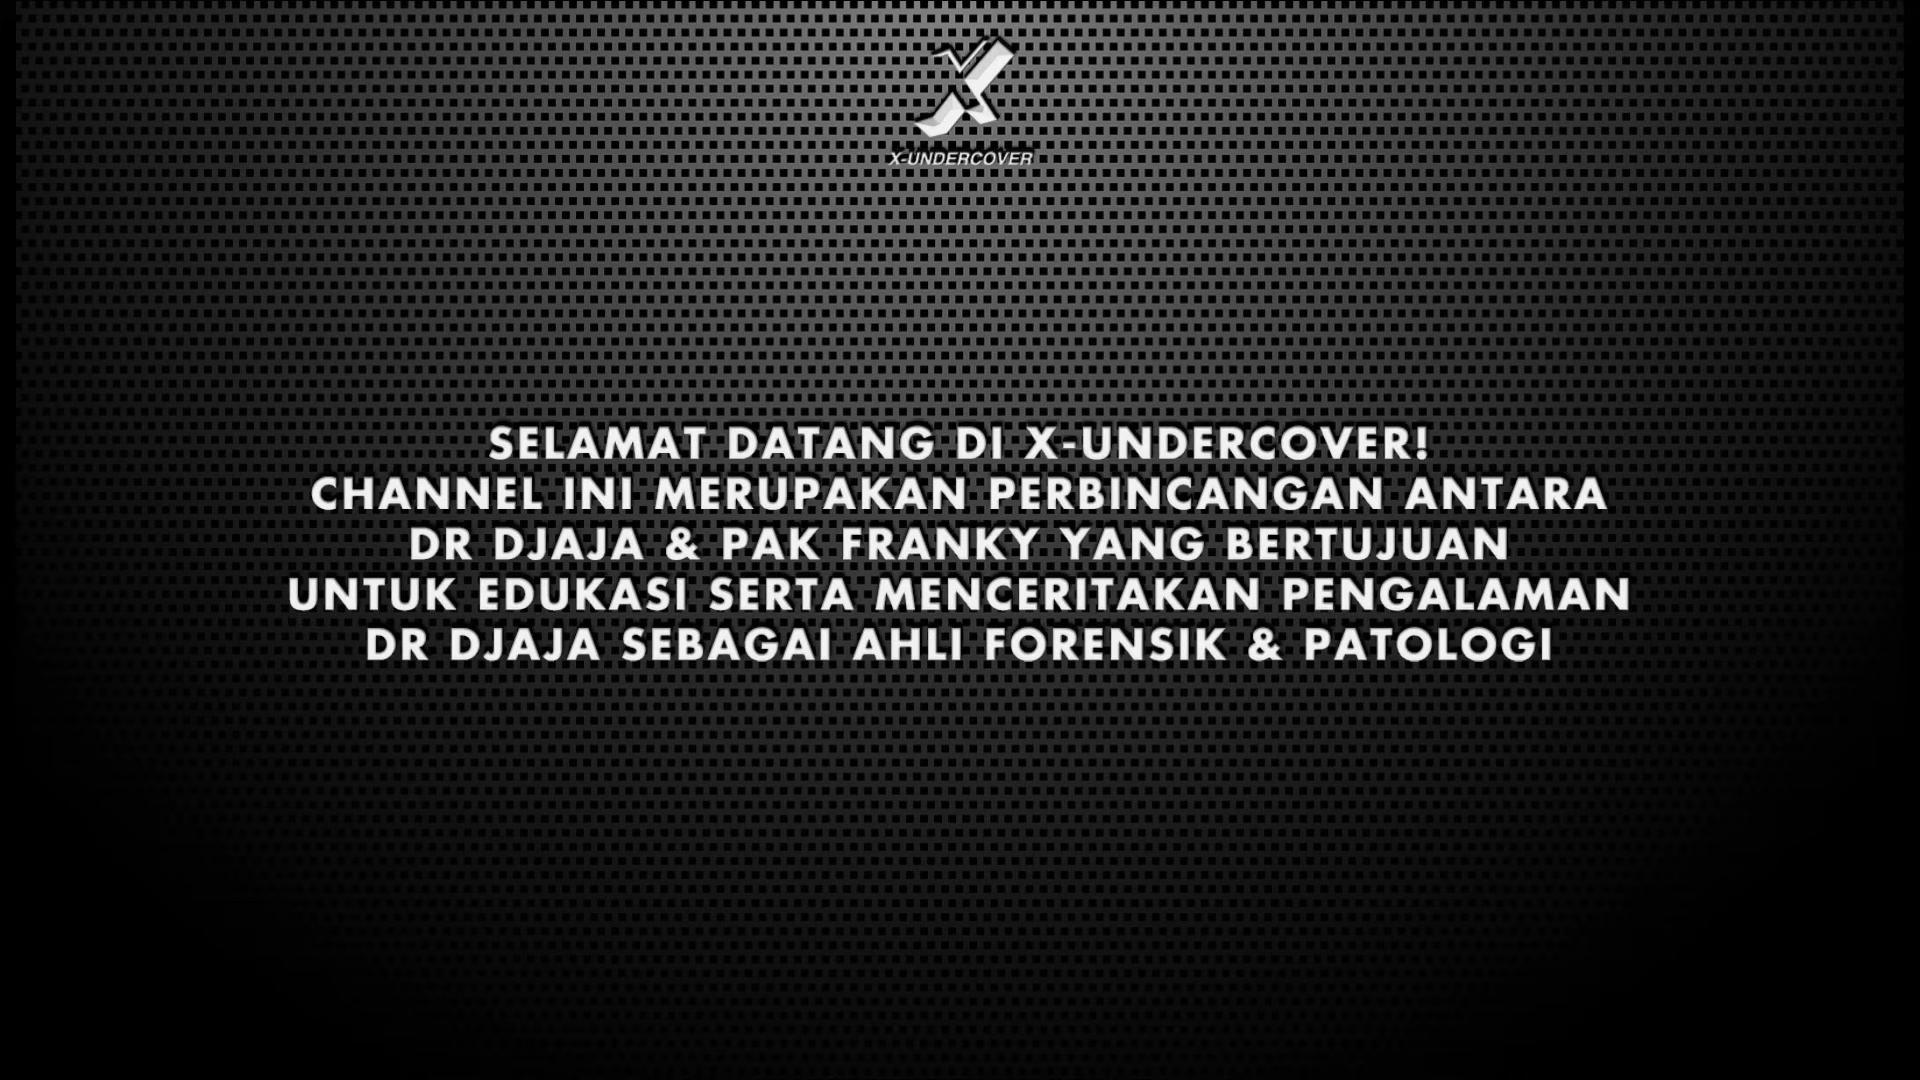 X-UNDERCOVER
SELAMAT DATANG DI X-UNDERCOVER!
CHANNEL INI MERUPAKAN PERBINCANGAN ANTARA
DR DJAJA & PAK FRANKY YANG BERTUJUAN
UNTUK EDUKASI SERTA MENCERITAKAN PENGALAMAN
DR DJAJA SEBAGAI AHLI FORENSIK & PATOLOGI